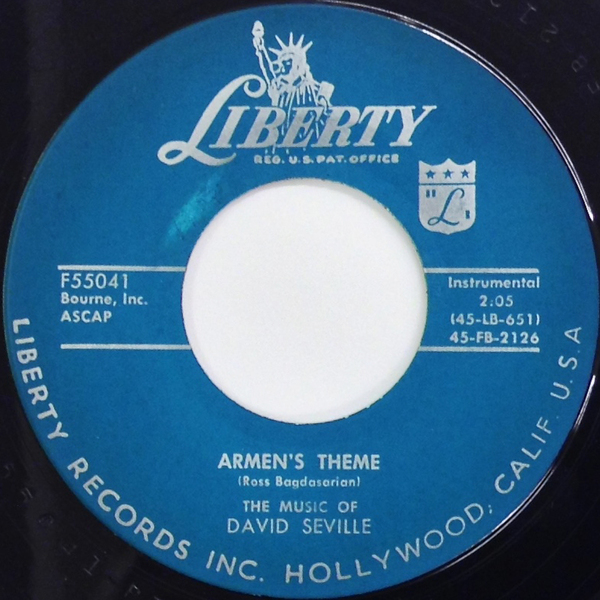 LIBERTY
REG. U.S. PAT. OFFICE
"L"
F55041
Bourne, Inc.
ASCAP
Instrumental
2:05
(45-LB-651)
45-FB-2126
ARMEN'S THEME
(Ross Bagdasarian)
THE MUSIC OF
DAVID SEVILLE
LIBERTY RECORDS INC. HOLLYWOOD, CALIF. U.S.A